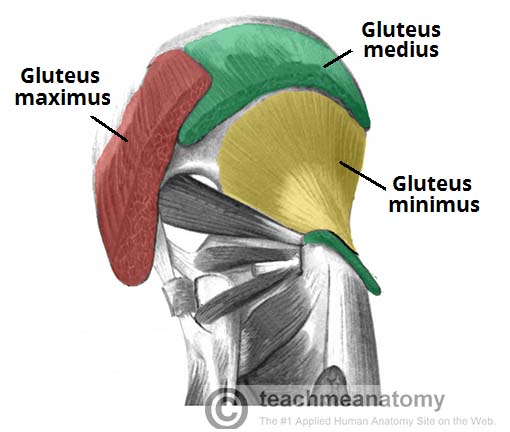 Gluteus
medius
Gluteus
maximus
Gluteus
minimus
© teachmeanatomy
The #1 Applied Human Anatomy Site on the Web.